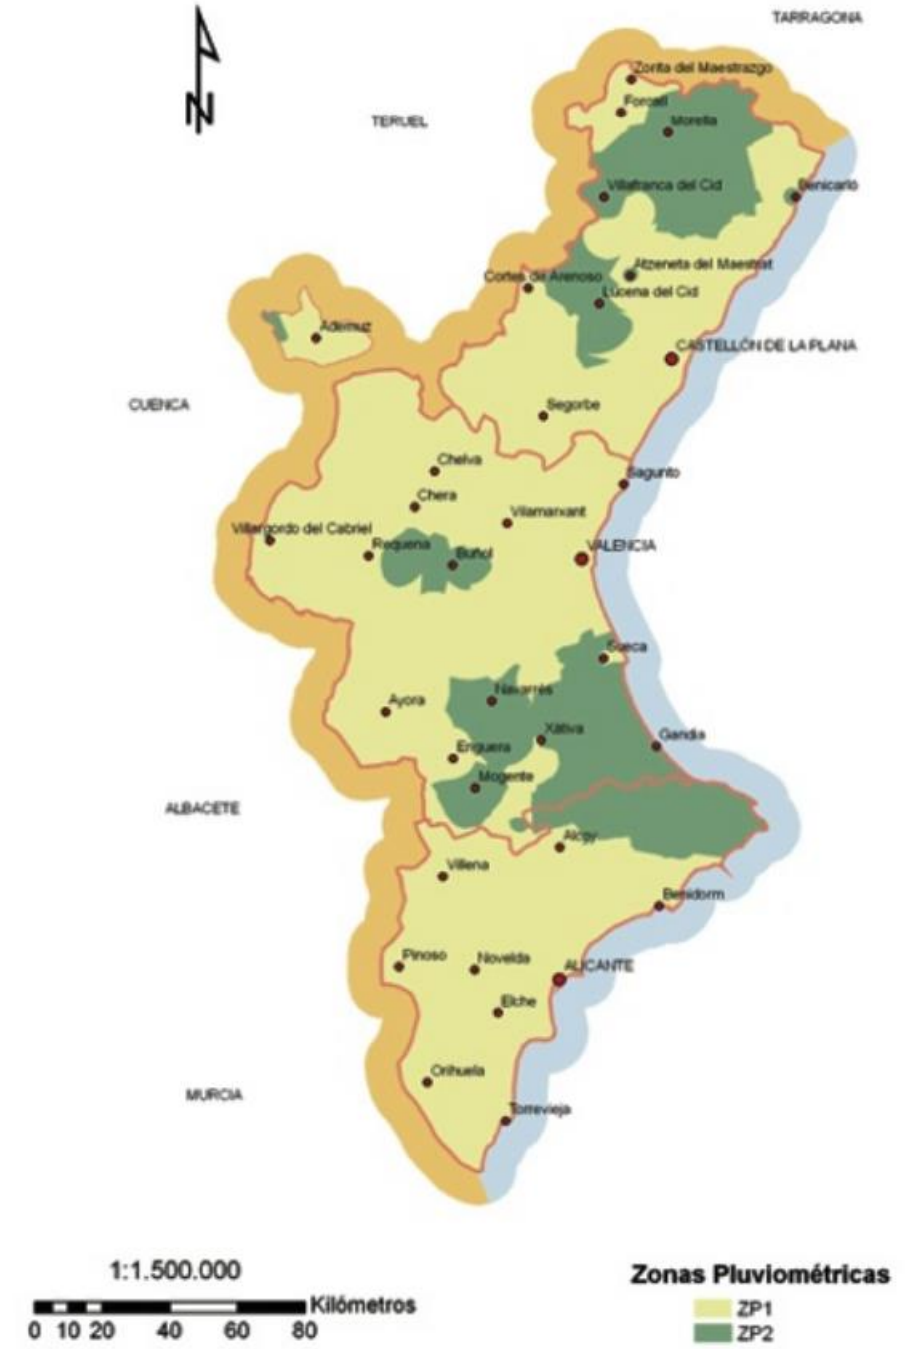 TARRAGONA
Zorita del Maestrazgo
Forcall
TERUEL
Morella
Villafranca del Cid
Benicarló
Atzeneta del Maestrat
Cortes de Arenoso
Lucena del Cid
Ademuz
CASTELLÓN DE LA PLANA
CUENCA
Segorbe
Chelva
Sagunto
Chera
Vilamarxant
Villargordo del Cabriel
Requena
VALENCIA
Buñol
Sueca
Navarrés
Ayora
Xàtiva
Gandia
Enguera
Mogente
ALBACETE
Alcoy
Villena
Benidorm
Pinoso
Novelda
ALICANTE
Elche
Orihuela
MURCIA
Torrevieja
N
1:1.500.000
Kilómetros
0 10 20 40 60 80
Zonas Pluviométricas
ZP1
ZP2